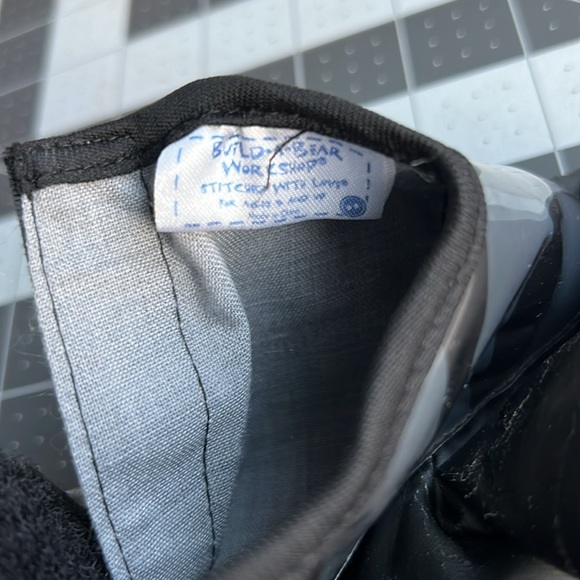 BUILD-A-BEAR
WORKSHOP®
STITCHED WITH LOVE®
FOR AGES 3 AND UP